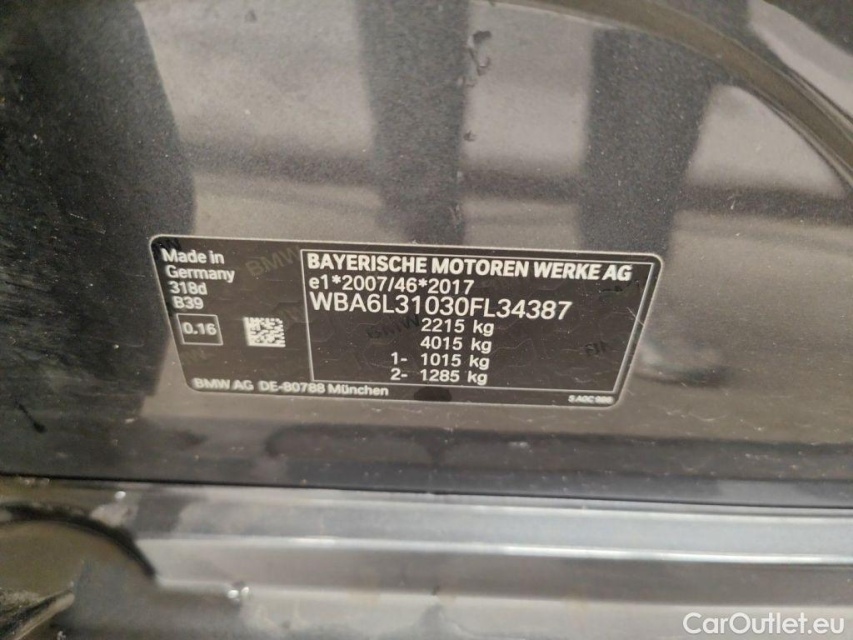 Made in
Germany
318d
B39
0.16
BAYERISCHE MOTOREN WERKE AG
e1*2007/46*2017
WBA6L31030FL34387
2215 kg
4015 kg
1- 1015 kg
2- 1285 kg
BMW AG DE-80788 München
CarOutlet.eu